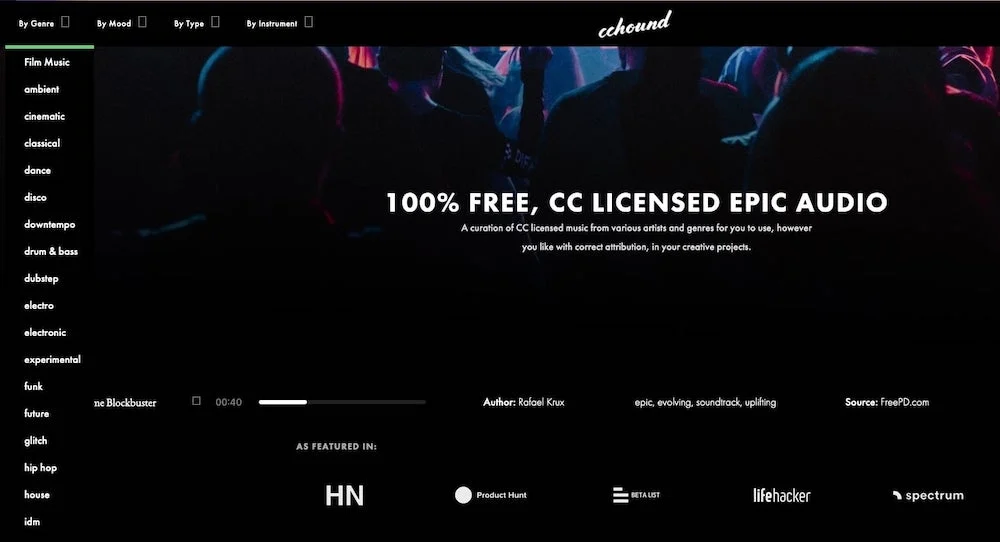 By Genre By Mood By Type By Instrument
cchound
Film Music
ambient
cinematic
classical
dance
disco
downtempo
drum & bass
dubstep
electro
electronic
experimental
funk
future
glitch
hip hop
house
idm
100% FREE, CC LICENSED EPIC AUDIO
A curation of CC licensed music from various artists and genres for you to use, however
you like with correct attribution, in your creative projects.
ne Blockbuster 00:40 Author: Rafael Krux epic, evolving, soundtrack, uplifting Source: FreePD.com
AS FEATURED IN:
HN Product Hunt BETA LIST lifehacker spectrum